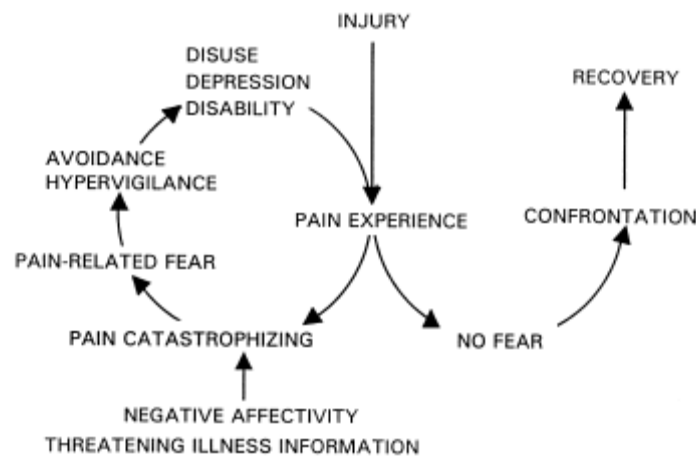 INJURY
DISUSE
DEPRESSION
DISABILITY
RECOVERY
AVOIDANCE
HYPERVIGILANCE
PAIN EXPERIENCE
CONFRONTATION
PAIN-RELATED FEAR
PAIN CATASTROPHIZING
NO FEAR
NEGATIVE AFFECTIVITY
THREATENING ILLNESS INFORMATION